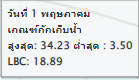 วันที่ 1 พฤษภาคม
เกณฑ์กักเก็บน้ำ
สูงสุด: 34.23 ต่ำสุด : 3.50
LBC: 18.89